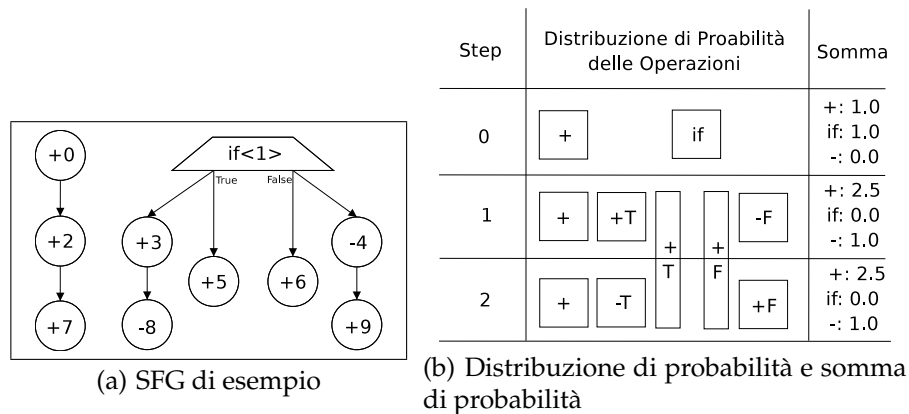 +0
if<1>
True
False
+2
+3
-4
+5
+6
+7
-8
+9
(a) SFG di esempio
Step
Distribuzione di Proabilità
delle Operazioni
Somma
0
+
if
+: 1.0
if: 1.0
-: 0.0
1
+
+T
-F
+: 2.5
if: 0.0
-: 1.0
+
T
+
F
2
+
-T
+F
+: 2.5
if: 0.0
-: 1.0
(b) Distribuzione di probabilità e somma
di probabilità